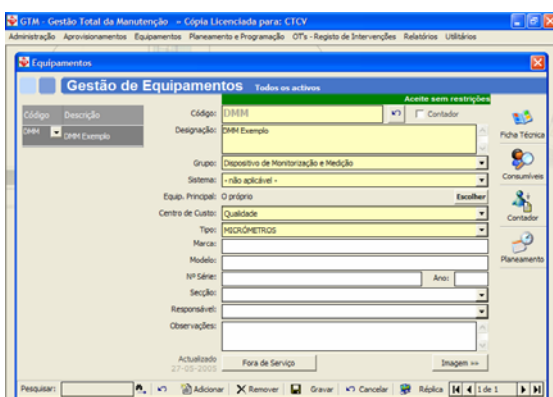 GTM - Gestão Total da Manutenção - Cópia Licenciada para: CTCV
Administração Aprovisionamentos Equipamentos Planeamento e Programação OT's - Registo de Intervenções Relatórios Utilitários
Equipamentos
Gestão de Equipamentos Todos os activos
Aceite sem restrições
Código Descrição
DMM DMM Exemplo
Código: DMM Contador
Designação: DMM Exemplo
Grupo: Dispositivo de Monitorização e Medição
Sistema: - não aplicável -
Equip. Principal: O próprio Escolher
Centro de Custo: Qualidade
Tipo: MICRÓMETROS
Marca:
Modelo:
Nº Série: Ano:
Secção:
Responsável:
Observações:
Actualizado
27-05-2005
Fora de Serviço Imagem »»
Ficha Técnica
Consumíveis
Contador
Planeamento
Pesquisar: Adicionar Remover Gravar Cancelar Réplica 1 de 1